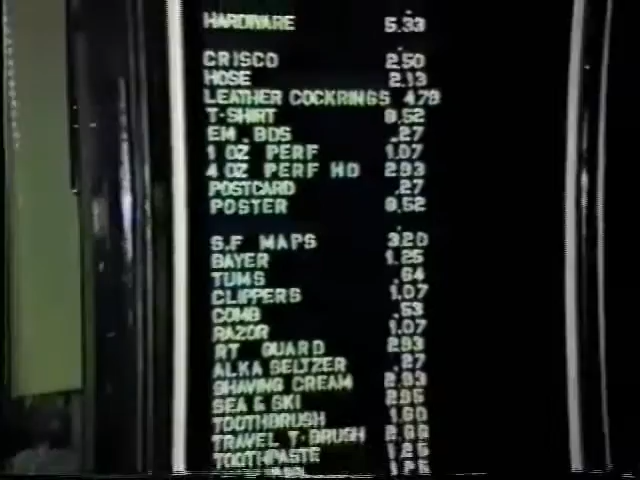 HARDWARE 5.33
CRISCO 2.50
HOSE 2.13
LEATHER COCKRINGS 4.79
T-SHIRT 8.52
EM. BDS .27
1 OZ PERF 1.07
4 OZ PERF HD 2.93
POSTCARD .27
POSTER 8.52
S.F MAPS 3.20
BAYER 1.25
TUMS .64
CLIPPERS 1.07
COMB .53
RAZOR 1.07
RT GUARD 2.93
ALKA SELTZER .27
SHAVING CREAM 2.93
SEA & SKI
TOOTHBRUSH 1.60
TRAVEL T-BRUSH
TOOTHPASTE 1.25